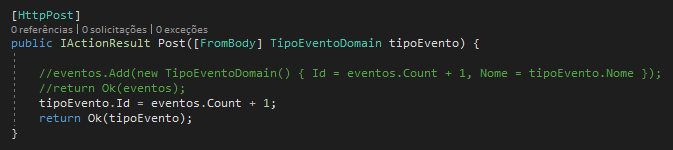 [HttpPost]
0 referências | 0 solicitações | 0 exceções
public IActionResult Post([FromBody] TipoEventoDomain tipoEvento) {
//eventos.Add(new TipoEventoDomain() { Id = eventos.Count + 1, Nome = tipoEvento.Nome });
//return Ok(eventos);
tipoEvento.Id = eventos.Count + 1;
return Ok(tipoEvento);
}